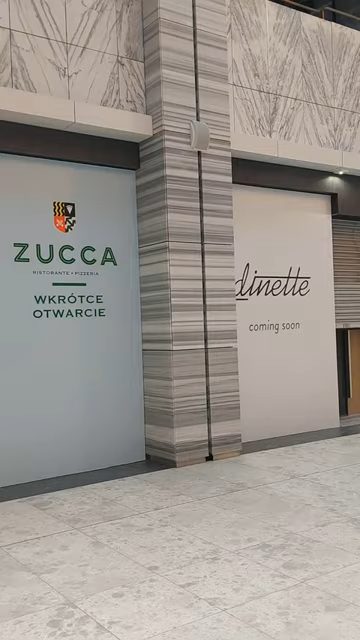 ZUCCA
RISTORANTE • PIZZERIA
WKRÓTCE
OTWARCIE
dinette
coming soon